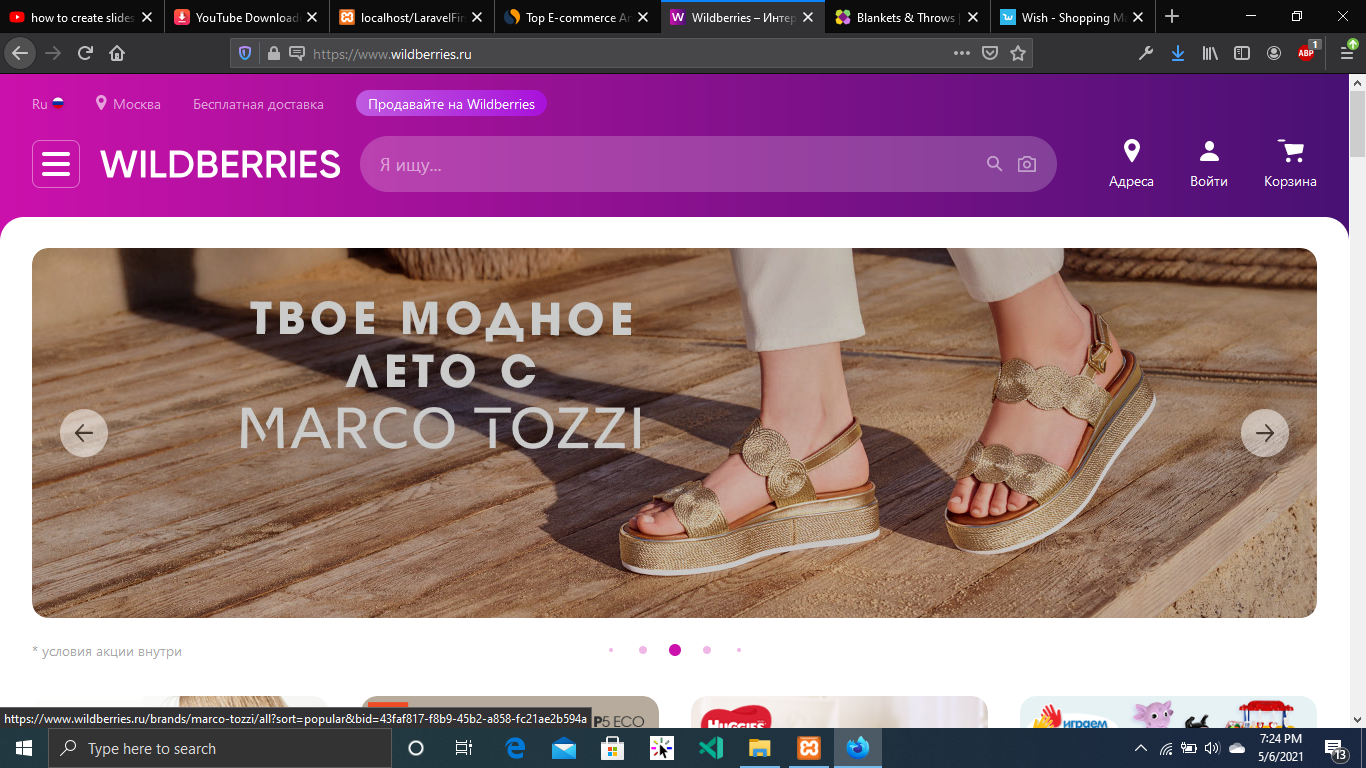 how to create slides
YouTube Download
localhost/LaravelFir
Top E-commerce An
Wildberries – Интер
Blankets & Throws |
Wish - Shopping M
https://www.wildberries.ru
ABP
1
Ru
Москва
Бесплатная доставка
Продавайте на Wildberries
WILDBERRIES
Я ищу...
Адреса
Войти
Корзина
ТВОЕ МОДНОЕ
ЛЕТО С
MARCO TOZZI
* условия акции внутри
P5 ECO
HUGGIES
играем
https://www.wildberries.ru/brands/marco-tozzi/all?sort=popular&bid=43faf817-f8b9-45b2-a858-fc21ae2b594a
Type here to search
7:24 PM
5/6/2021
13